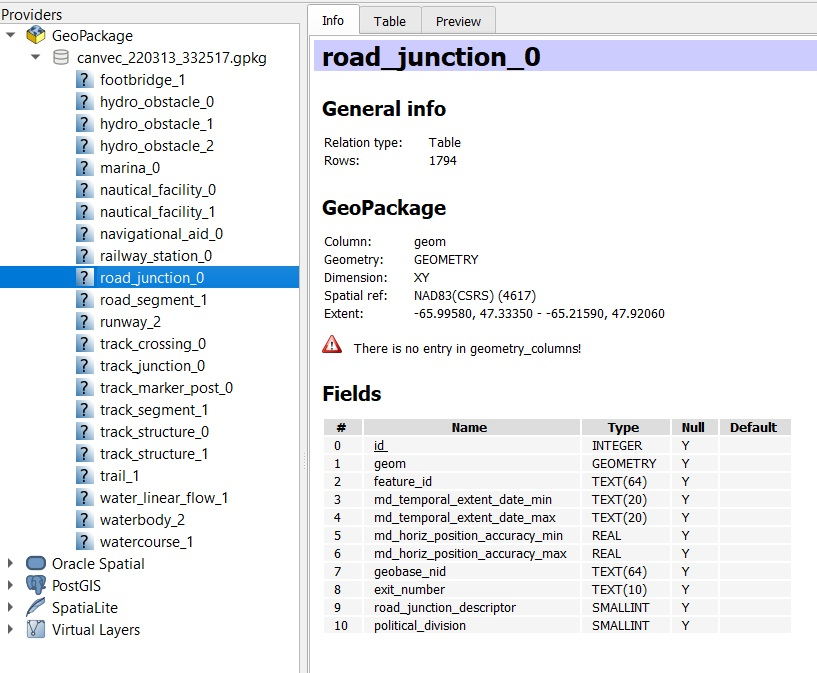 Providers
GeoPackage
canvec_220313_332517.gpkg
footbridge_1
hydro_obstacle_0
hydro_obstacle_1
hydro_obstacle_2
marina_0
nautical_facility_0
nautical_facility_1
navigational_aid_0
railway_station_0
road_junction_0
road_segment_1
runway_2
track_crossing_0
track_junction_0
track_marker_post_0
track_segment_1
track_structure_0
track_structure_1
trail_1
water_linear_flow_1
waterbody_2
watercourse_1
Oracle Spatial
PostGIS
SpatiaLite
Virtual Layers
Info Table Preview
road_junction_0
General info
Relation type: Table
Rows: 1794
GeoPackage
Column: geom
Geometry: GEOMETRY
Dimension: XY
Spatial ref: NAD83(CSRS) (4617)
Extent: -65.99580, 47.33350 - -65.21590, 47.92060
There is no entry in geometry_columns!
Fields
# Name Type Null Default
0 id INTEGER Y
1 geom GEOMETRY Y
2 feature_id TEXT(64) Y
3 md_temporal_extent_date_min TEXT(20) Y
4 md_temporal_extent_date_max TEXT(20) Y
5 md_horiz_position_accuracy_min REAL Y
6 md_horiz_position_accuracy_max REAL Y
7 geobase_nid TEXT(64) Y
8 exit_number TEXT(10) Y
9 road_junction_descriptor SMALLINT Y
10 political_division SMALLINT Y